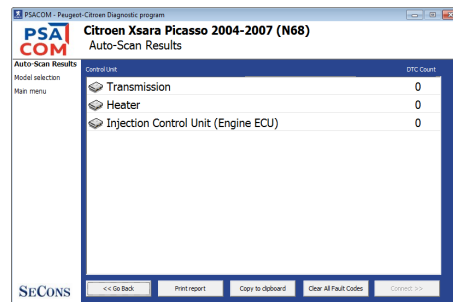 PSACOM - Peugeot-Citroen Diagnostic program
PSA
COM
Citroen Xsara Picasso 2004-2007 (N68)
Auto-Scan Results
Auto-Scan Results
Model selection
Main menu
Control Unit DTC Count
Transmission 0
Heater 0
Injection Control Unit (Engine ECU) 0
SECONS
<< Go Back Print report Copy to clipboard Clear All Fault Codes Connect >>